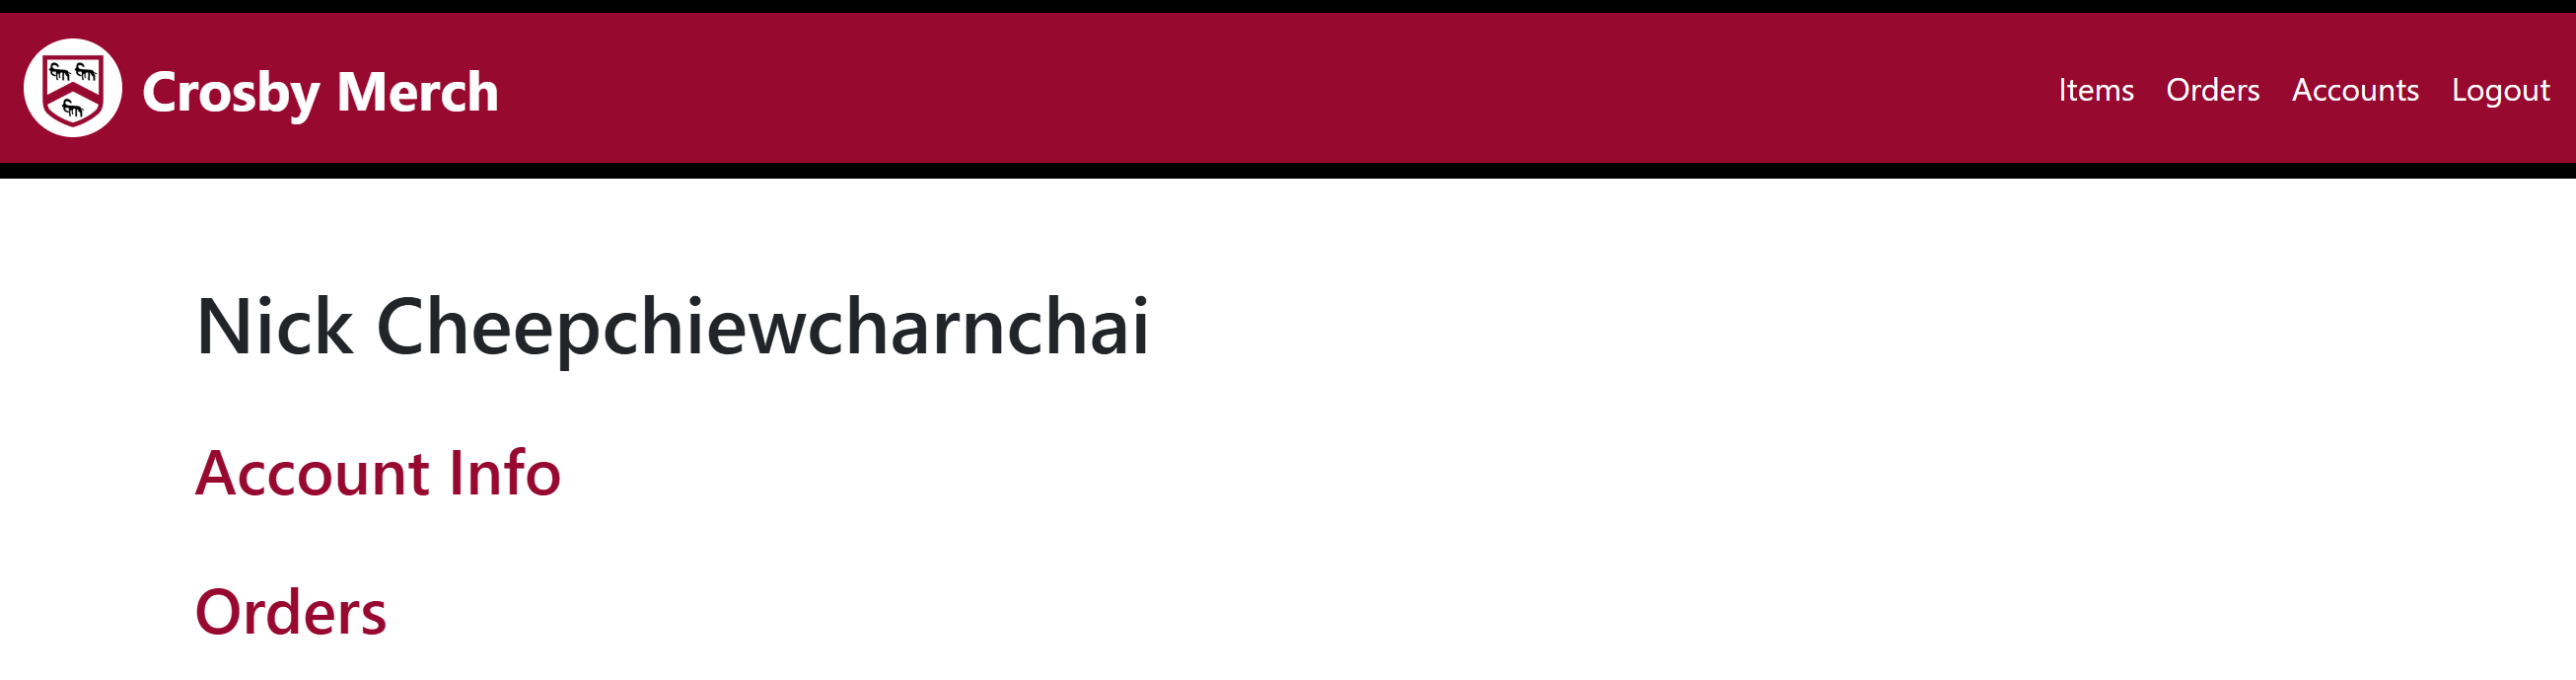 Crosby Merch
Items Orders Accounts Logout
Nick Cheepchiewcharnchai
Account Info
Orders